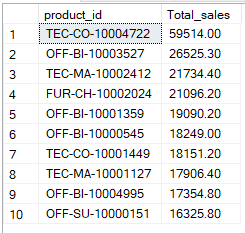 product_id Total_sales
1 TEC-CO-10004722 59514.00
2 OFF-BI-10003527 26525.30
3 TEC-MA-10002412 21734.40
4 FUR-CH-10002024 21096.20
5 OFF-BI-10001359 19090.20
6 OFF-BI-10000545 18249.00
7 TEC-CO-10001449 18151.20
8 TEC-MA-10001127 17906.40
9 OFF-BI-10004995 17354.80
10 OFF-SU-10000151 16325.80